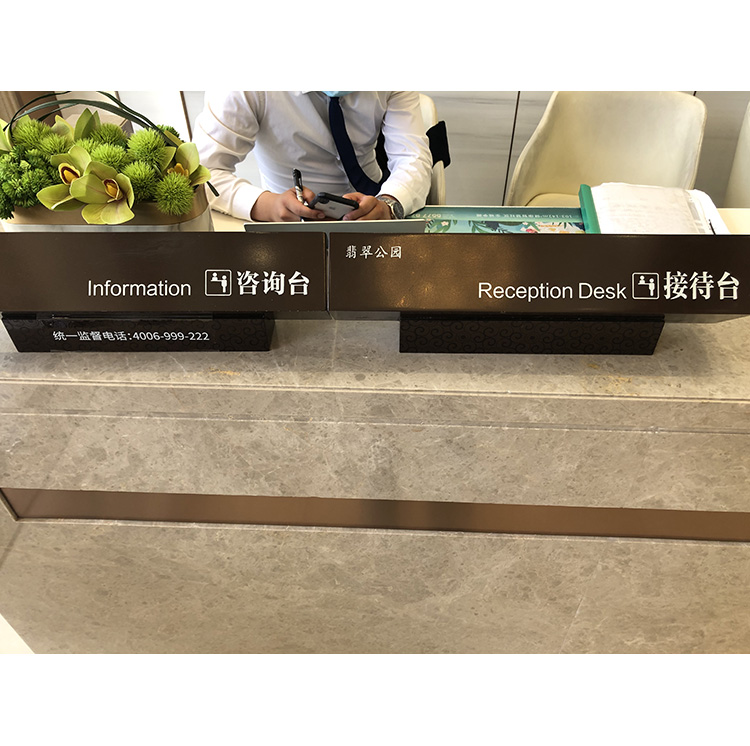 Information 咨询台
统一监督电话:4006-999-222
翡翠公园
Reception Desk 接待台